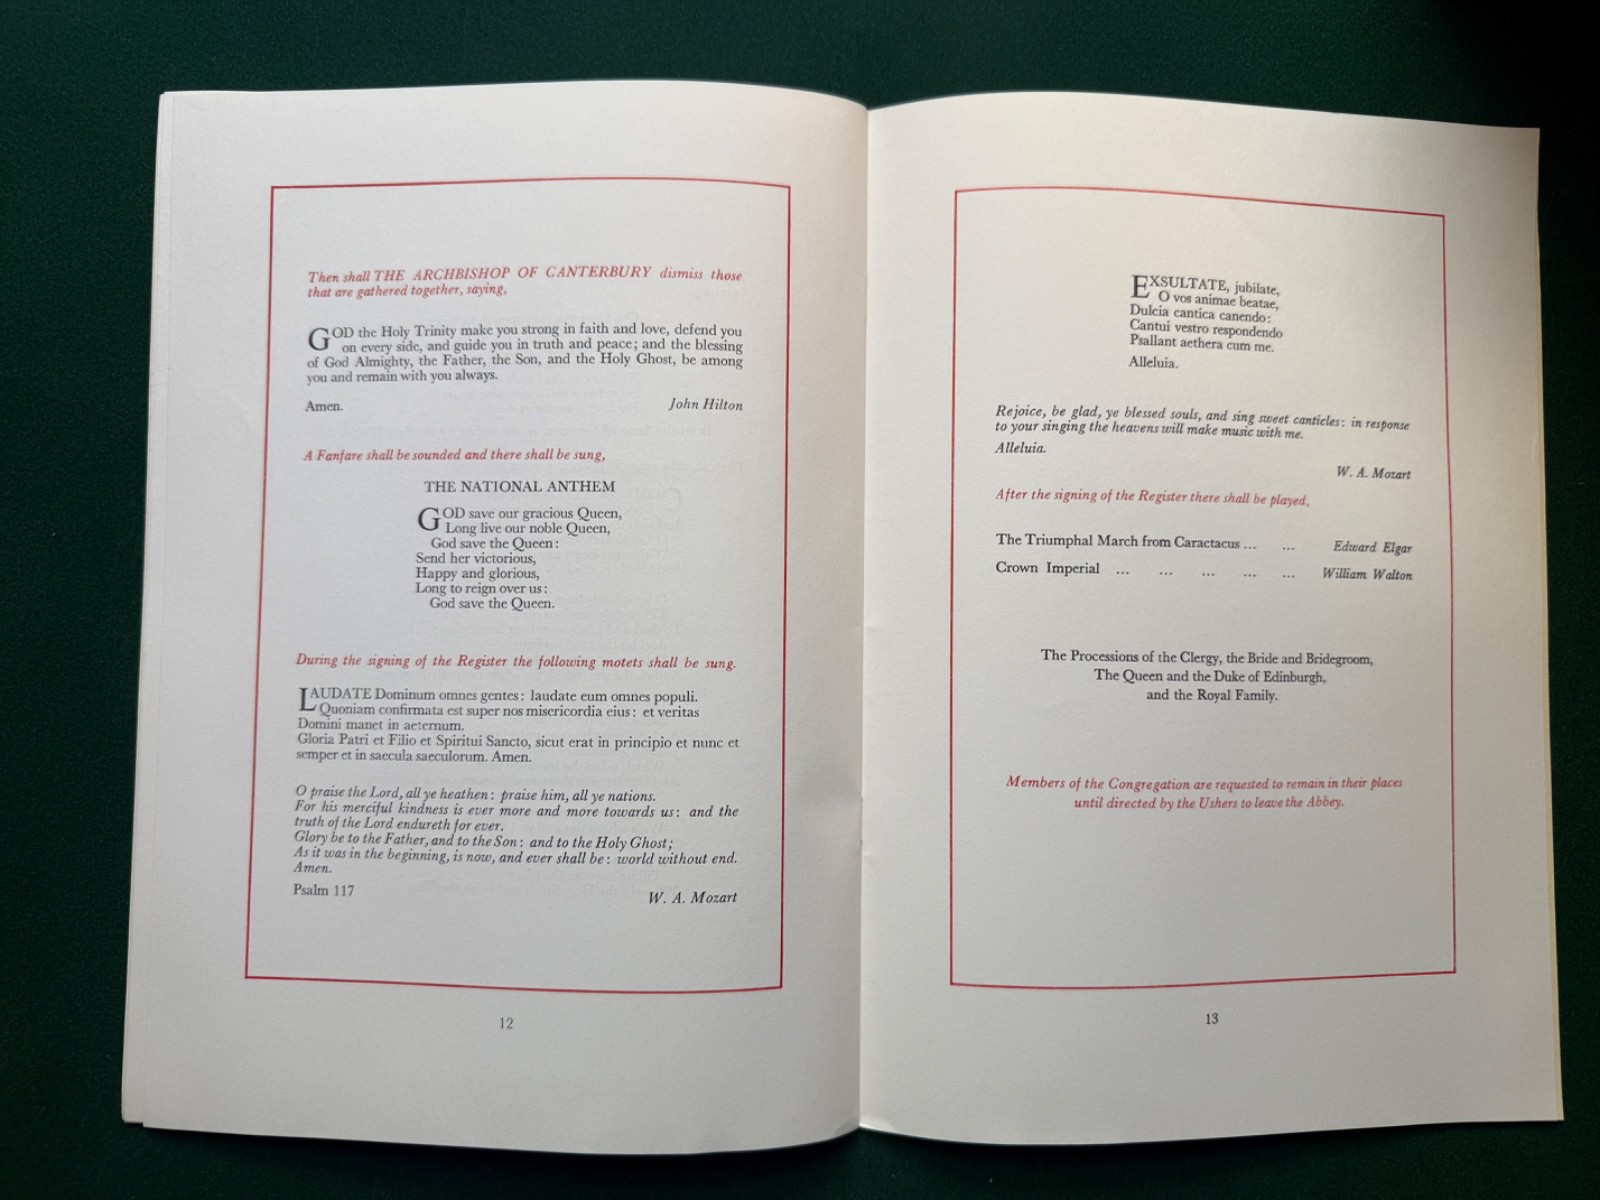 Then shall THE ARCHBISHOP OF CANTERBURY dismiss those
that are gathered together, saying,
GOD the Holy Trinity make you strong in faith and love, defend you
on every side, and guide you in truth and peace; and the blessing
of God Almighty, the Father, the Son, and the Holy Ghost, be among
you and remain with you always.
Amen. John Hilton
A Fanfare shall be sounded and there shall be sung,
THE NATIONAL ANTHEM
GOD save our gracious Queen,
Long live our noble Queen,
God save the Queen:
Send her victorious,
Happy and glorious,
Long to reign over us:
God save the Queen.
During the signing of the Register the following motets shall be sung.
LAUDATE Dominum omnes gentes: laudate eum omnes populi.
Quoniam confirmata est super nos misericordia eius: et veritas
Domini manet in aeternum.
Gloria Patri et Filio et Spiritui Sancto, sicut erat in principio et nunc et
semper et in saecula saeculorum. Amen.
O praise the Lord, all ye heathen: praise him, all ye nations.
For his merciful kindness is ever more and more towards us: and the
truth of the Lord endureth for ever.
Glory be to the Father, and to the Son: and to the Holy Ghost;
As it was in the beginning, is now, and ever shall be: world without end.
Amen.
Psalm 117 W. A. Mozart
12
EXSULTATE, jubilate,
O vos animae beatae,
Dulcia cantica canendo:
Cantui vestro respondendo
Psallant aethera cum me.
Alleluia.
Rejoice, be glad, ye blessed souls, and sing sweet canticles: in response
to your singing the heavens will make music with me.
Alleluia.
W. A. Mozart
After the signing of the Register there shall be played,
The Triumphal March from Caractacus ... ... Edward Elgar
Crown Imperial ... ... ... ... ... William Walton
The Processions of the Clergy, the Bride and Bridegroom,
The Queen and the Duke of Edinburgh,
and the Royal Family.
Members of the Congregation are requested to remain in their places
until directed by the Ushers to leave the Abbey.
13